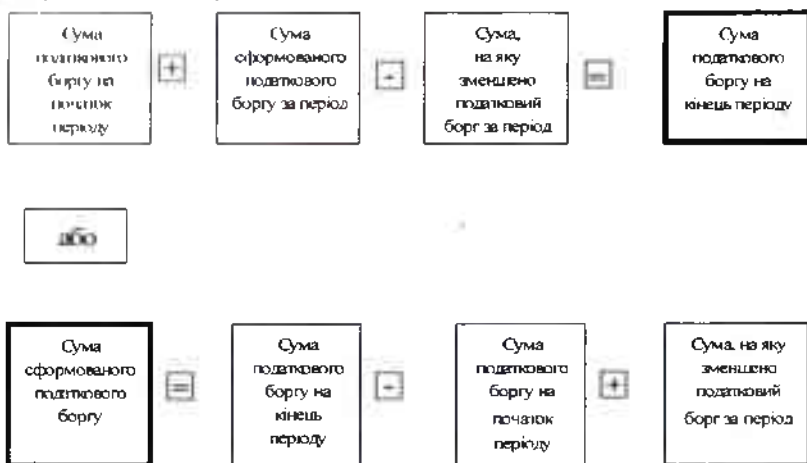 Сума
податкового
боргу на
початок
періоду
+
Сума
сформованого
податкового
боргу за період
-
Сума,
на яку
зменшено
податковий
борг за період
=
Сума
податкового
боргу на
кінець періоду
або
Сума
сформованого
податкового
боргу
=
Сума
податкового
боргу на
кінець
періоду
-
Сума
податкового
боргу на
початок
періоду
+
Сума, на яку
зменшено
податковий
борг за період